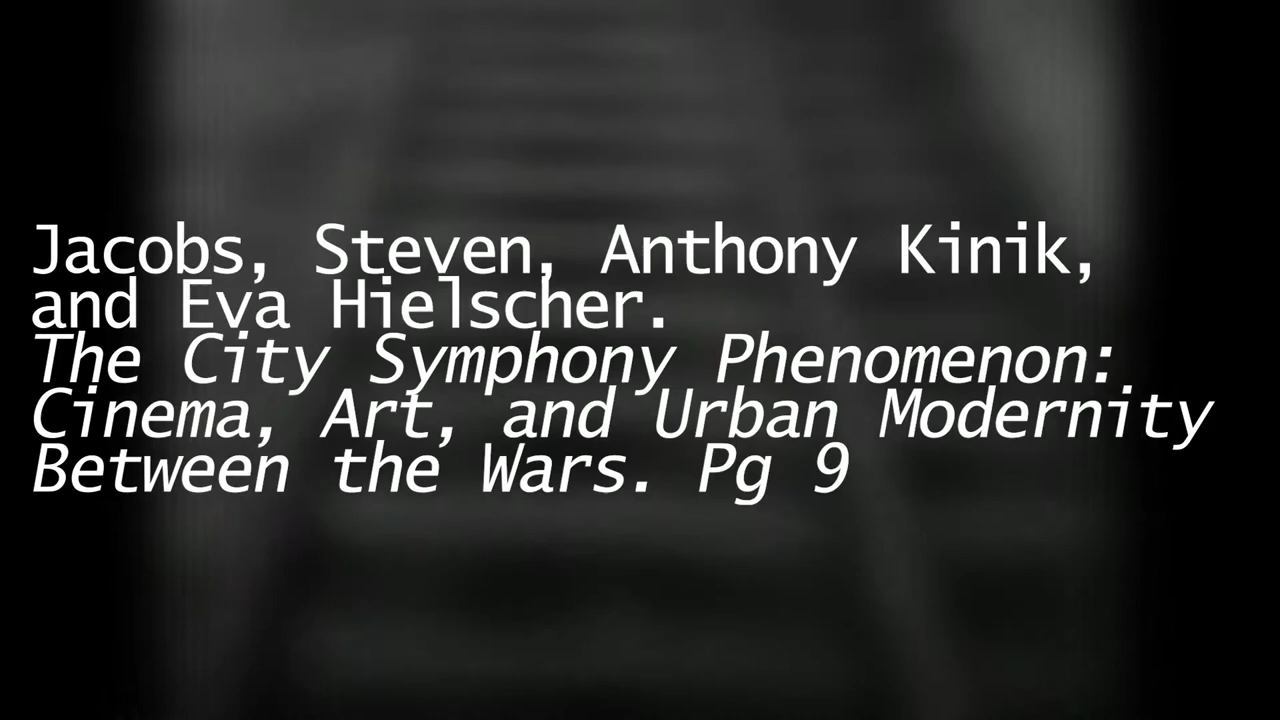 Jacobs, Steven, Anthony Kinik,
and Eva Hielscher.
The City Symphony Phenomenon:
Cinema, Art, and Urban Modernity
Between the Wars. Pg 9